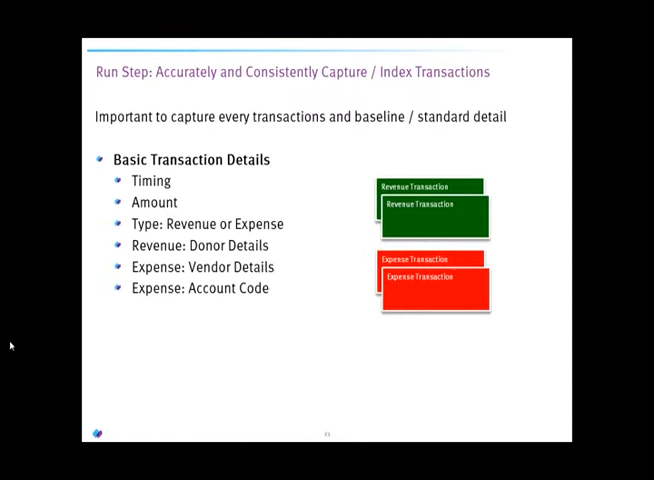 Run Step: Accurately and Consistently Capture / Index Transactions
Important to capture every transactions and baseline / standard detail
Basic Transaction Details
Timing
Amount
Type: Revenue or Expense
Revenue: Donor Details
Expense: Vendor Details
Expense: Account Code
Revenue Transaction
Revenue Transaction
Expense Transaction
Expense Transaction